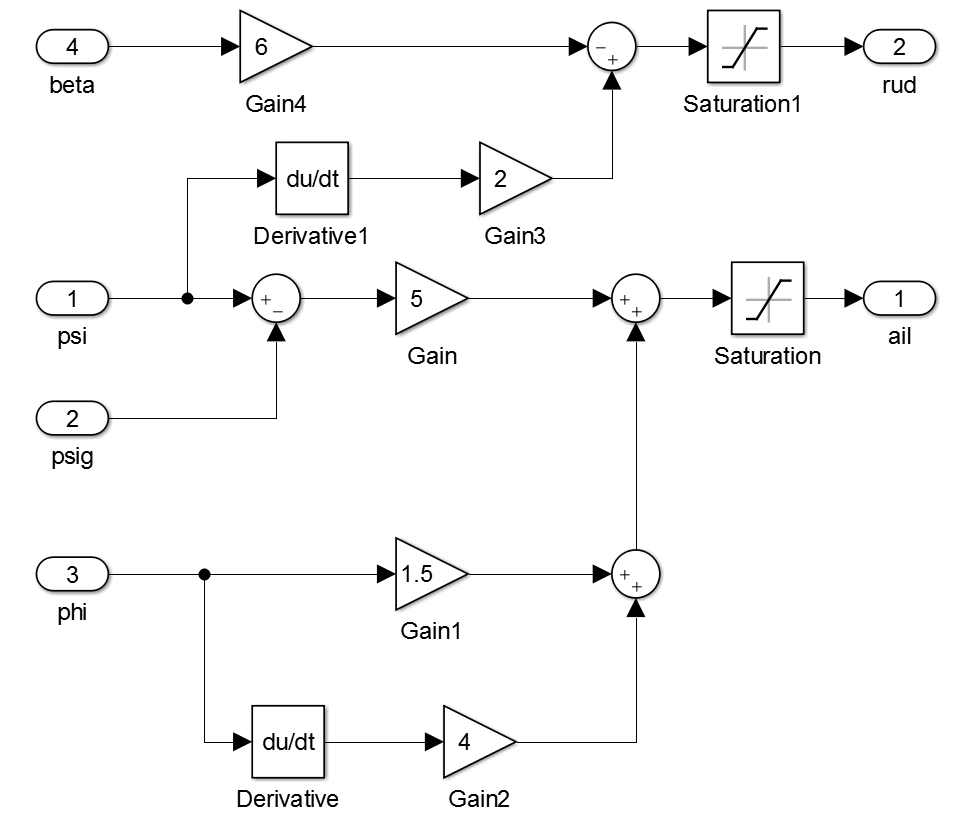 4
6
−
+
2
beta
Gain4
Saturation1
rud
du/dt
2
Derivative1
Gain3
1
+
−
5
+
+
1
psi
Gain
Saturation
ail
2
psig
3
1.5
+
+
phi
Gain1
du/dt
4
Derivative
Gain2